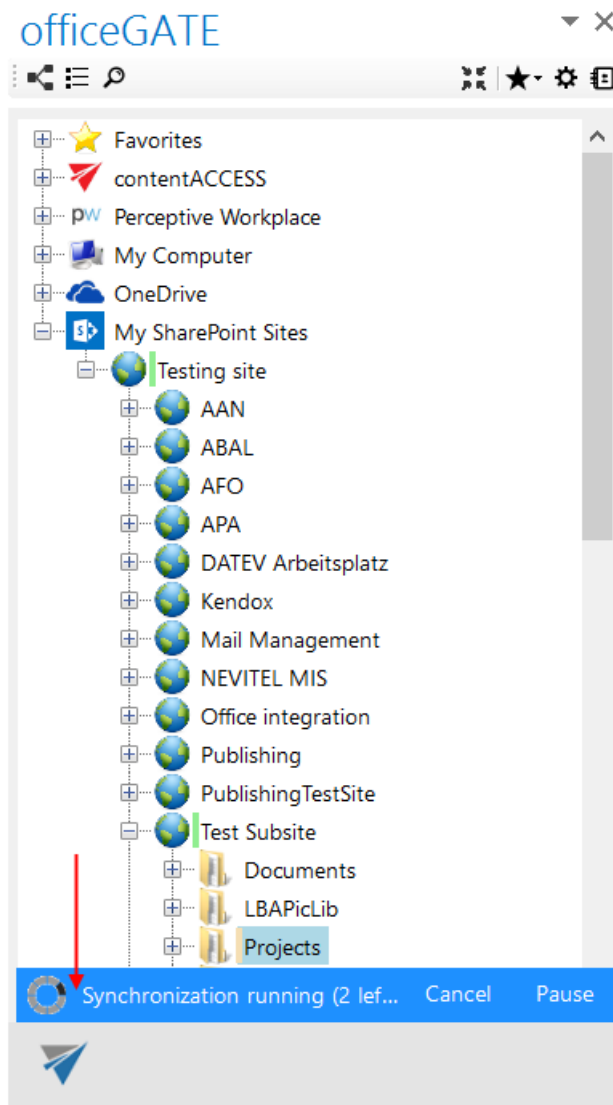 officeGATE
Favorites
contentACCESS
pw Perceptive Workplace
My Computer
OneDrive
S My SharePoint Sites
Testing site
AAN
ABAL
AFO
APA
DATEV Arbeitsplatz
Kendox
Mail Management
NEVITEL MIS
Office integration
Publishing
PublishingTestSite
Test Subsite
Documents
LBAPicLib
Projects
Synchronization running (2 lef... Cancel Pause